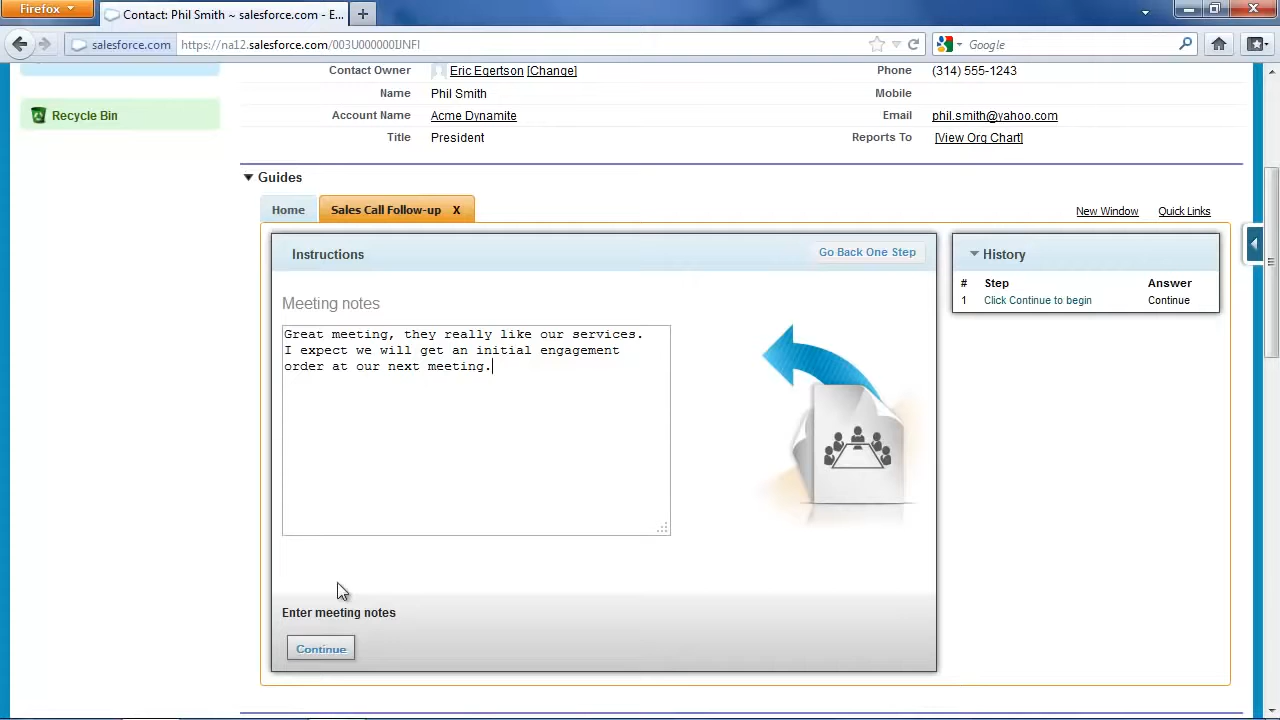 Firefox
Contact: Phil Smith ~ salesforce.com - E...
salesforce.com
https://na12.salesforce.com/003U000000IJNFI
Google
Contact Owner Eric Egertson [Change] Phone (314) 555-1243
Name Phil Smith Mobile
Recycle Bin
Account Name Acme Dynamite Email phil.smith@yahoo.com
Title President Reports To [View Org Chart]
Guides
Home Sales Call Follow-up X New Window Quick Links
Instructions Go Back One Step
Meeting notes
Great meeting, they really like our services.
I expect we will get an initial engagement
order at our next meeting.
Enter meeting notes
Continue
History
# Step Answer
1 Click Continue to begin Continue